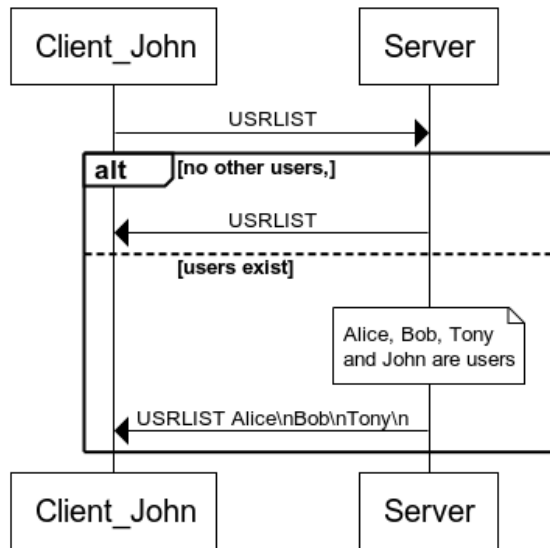 Client_John Server
USRLIST
alt [no other users,]
USRLIST
[users exist]
Alice, Bob, Tony
and John are users
USRLIST Alice\nBob\nTony\n
Client_John Server